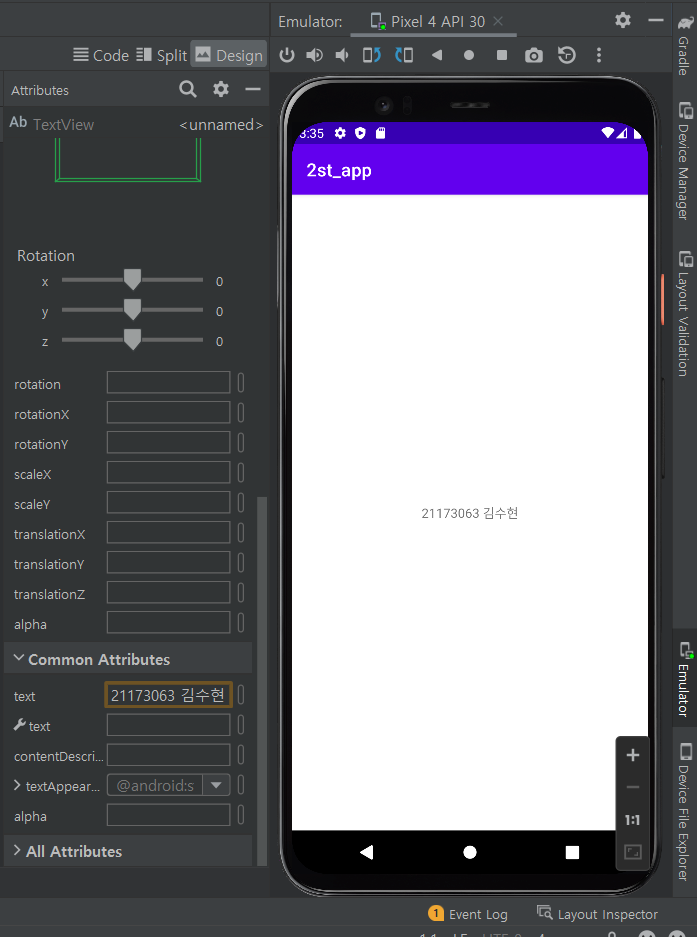 Emulator: Pixel 4 API 30
Code Split Design
Attributes
Ab TextView <unnamed>
Rotation
x 0
y 0
z 0
rotation
rotationX
rotationY
scaleX
scaleY
translationX
translationY
translationZ
alpha
Common Attributes
text 21173063 김수현
text
contentDescri...
textAppear... @android:s
alpha
All Attributes
3:35
2st_app
21173063 김수현
1:1
Gradle
Device Manager
Layout Validation
Emulator
Device File Explorer
1 Event Log Layout Inspector